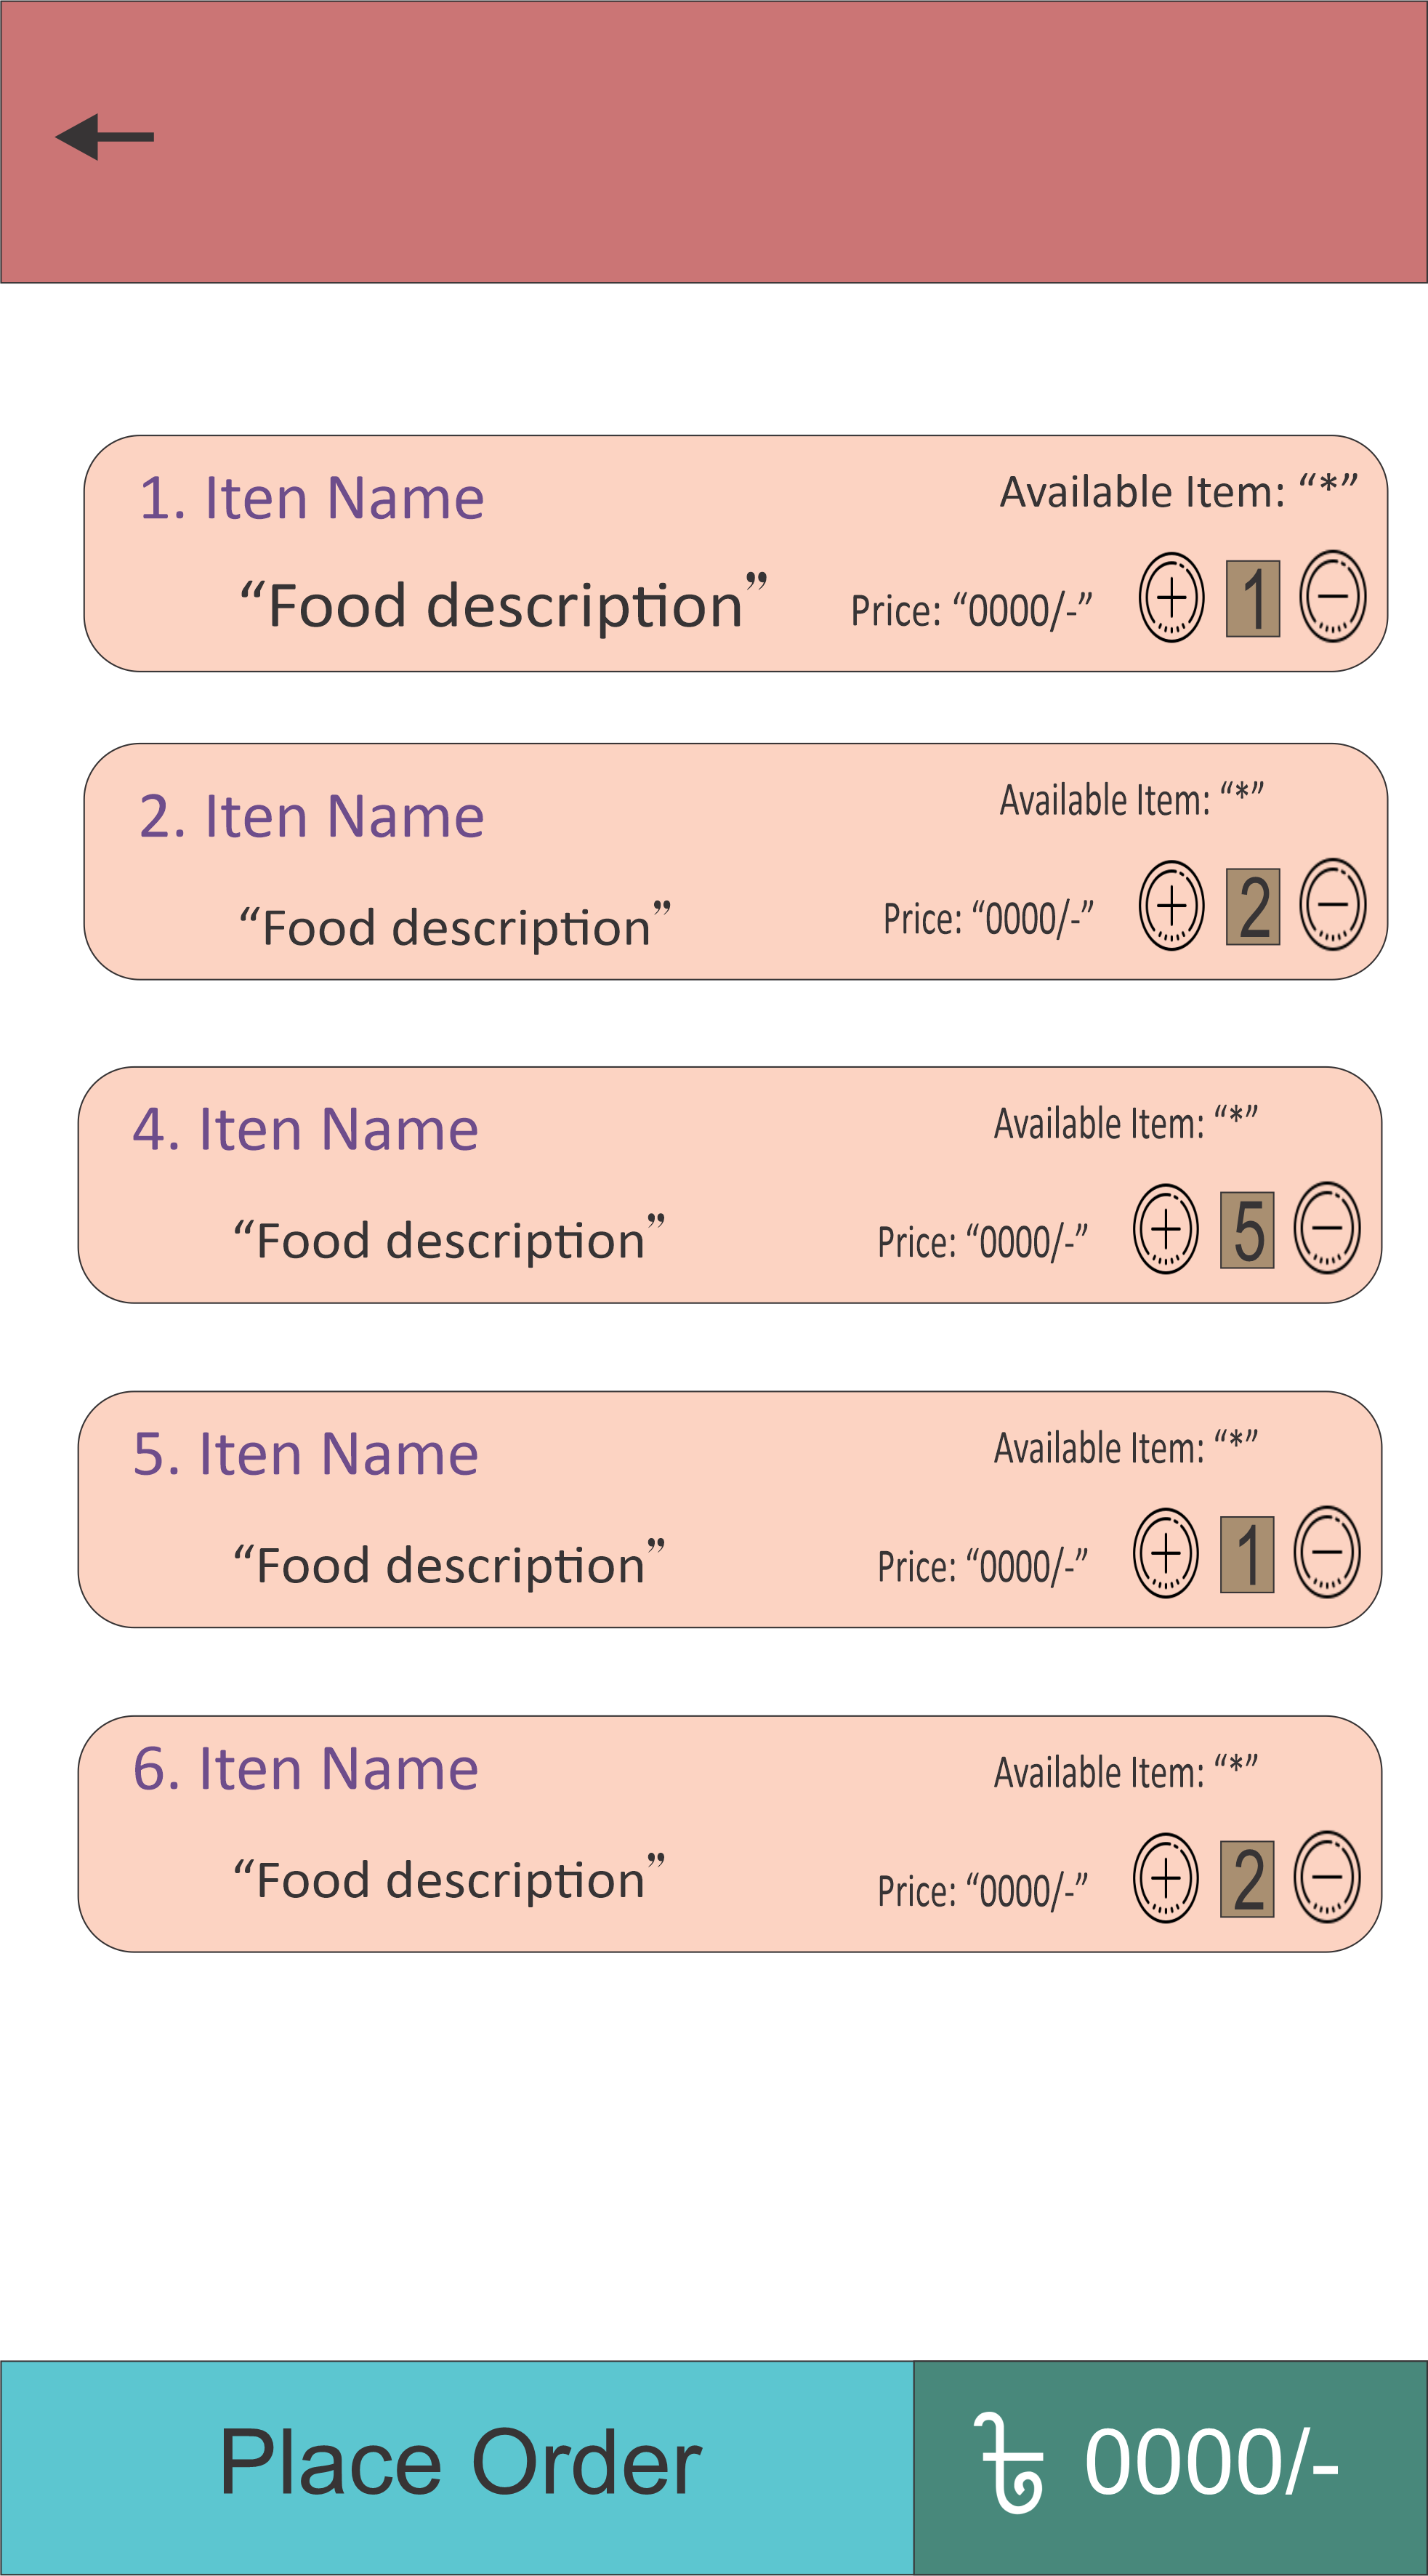 1. Iten Name
Available Item: “*”
“Food description”
Price: “0000/-”
1
2. Iten Name
Available Item: “*”
“Food description”
Price: “0000/-”
2
4. Iten Name
Available Item: “*”
“Food description”
Price: “0000/-”
5
5. Iten Name
Available Item: “*”
“Food description”
Price: “0000/-”
1
6. Iten Name
Available Item: “*”
“Food description”
Price: “0000/-”
2
Place Order
৳ 0000/-